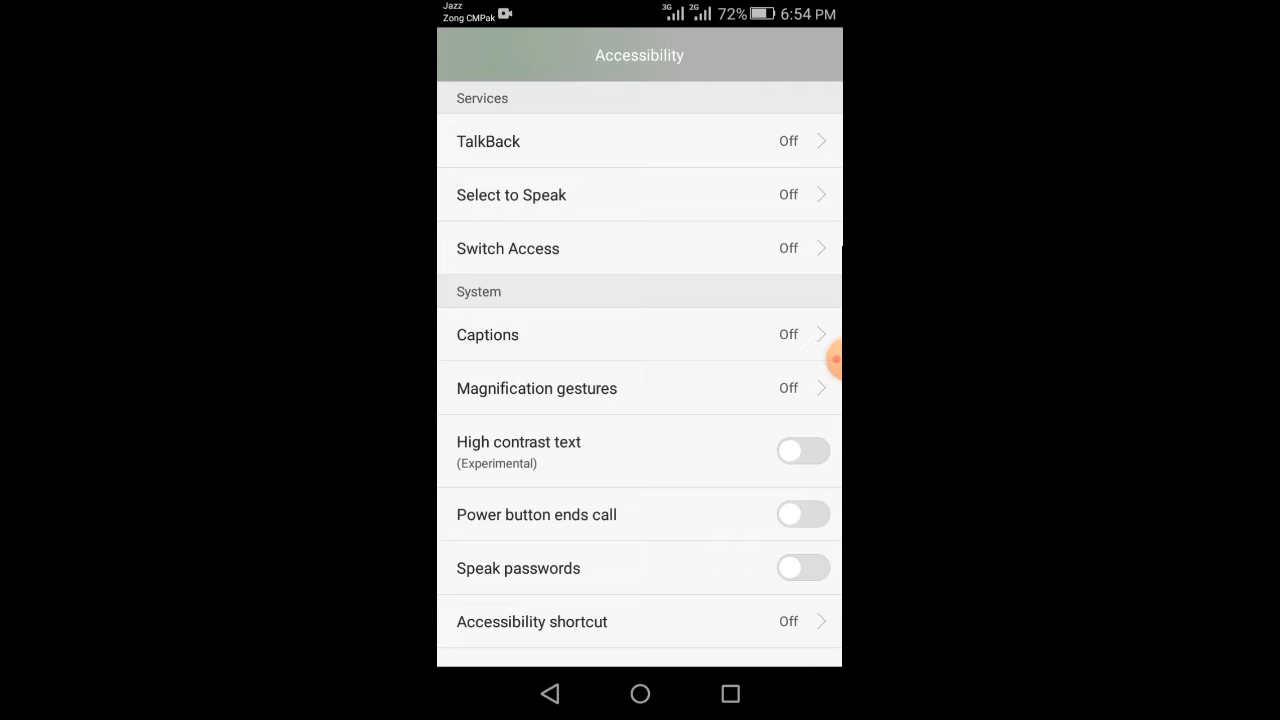 Jazz
Zong CMPak
3G 2G 72% 6:54 PM
Accessibility
Services
TalkBack Off
Select to Speak Off
Switch Access Off
System
Captions Off
Magnification gestures Off
High contrast text
(Experimental)
Power button ends call
Speak passwords
Accessibility shortcut Off